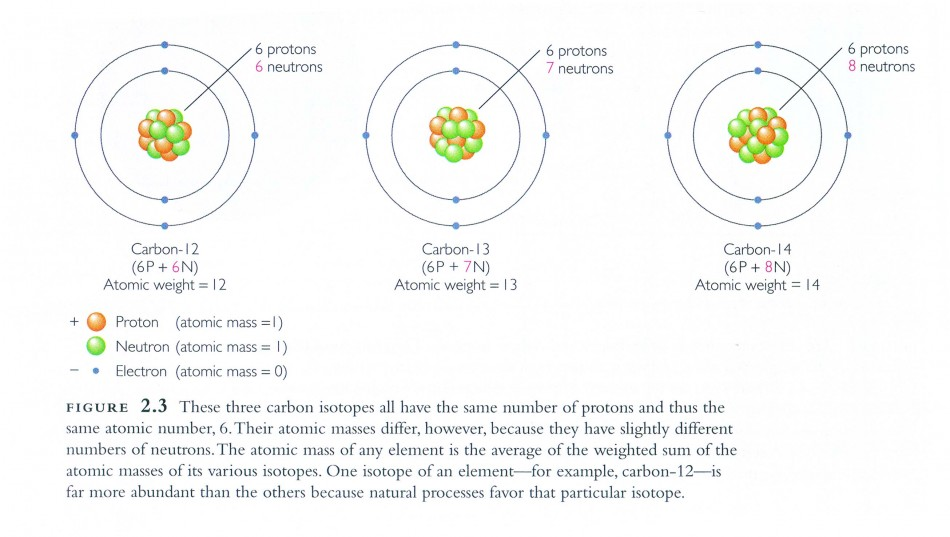 6 protons
6 neutrons
6 protons
7 neutrons
6 protons
8 neutrons
Carbon-12
(6P + 6N)
Atomic weight = 12
Carbon-13
(6P + 7N)
Atomic weight = 13
Carbon-14
(6P + 8N)
Atomic weight = 14
+ Proton (atomic mass =1)
Neutron (atomic mass = 1)
− Electron (atomic mass = 0)
FIGURE 2.3 These three carbon isotopes all have the same number of protons and thus the
same atomic number, 6. Their atomic masses differ, however, because they have slightly different
numbers of neutrons. The atomic mass of any element is the average of the weighted sum of the
atomic masses of its various isotopes. One isotope of an element—for example, carbon-12—is
far more abundant than the others because natural processes favor that particular isotope.